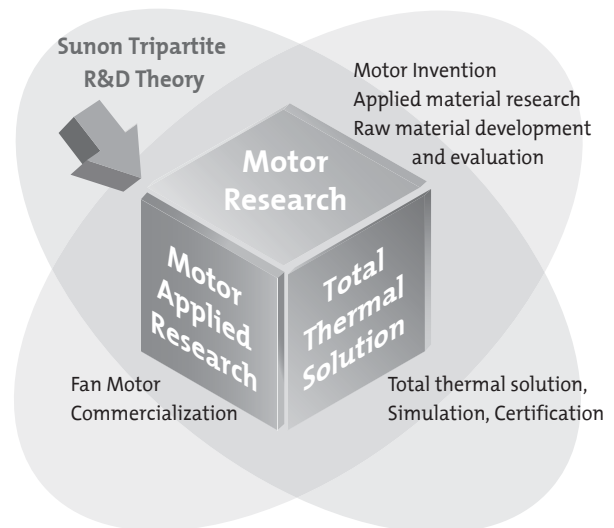 Sunon Tripartite
R&D Theory
Motor Invention
Applied material research
Raw material development
and evaluation
Motor
Research
Motor
Applied
Research
Total
Thermal
Solution
Fan Motor
Commercialization
Total thermal solution,
Simulation, Certification